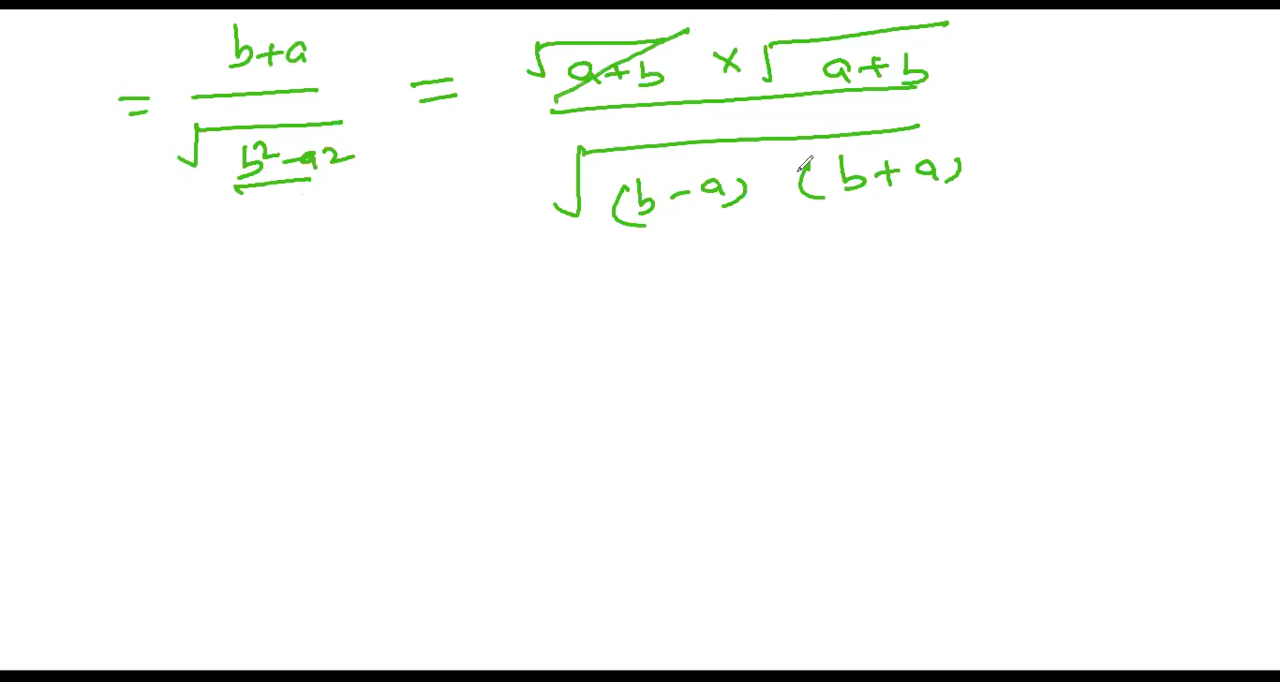 = b+a / √(b²-a2) = √(a+b) × √(a+b) / √((b-a) (b+a))